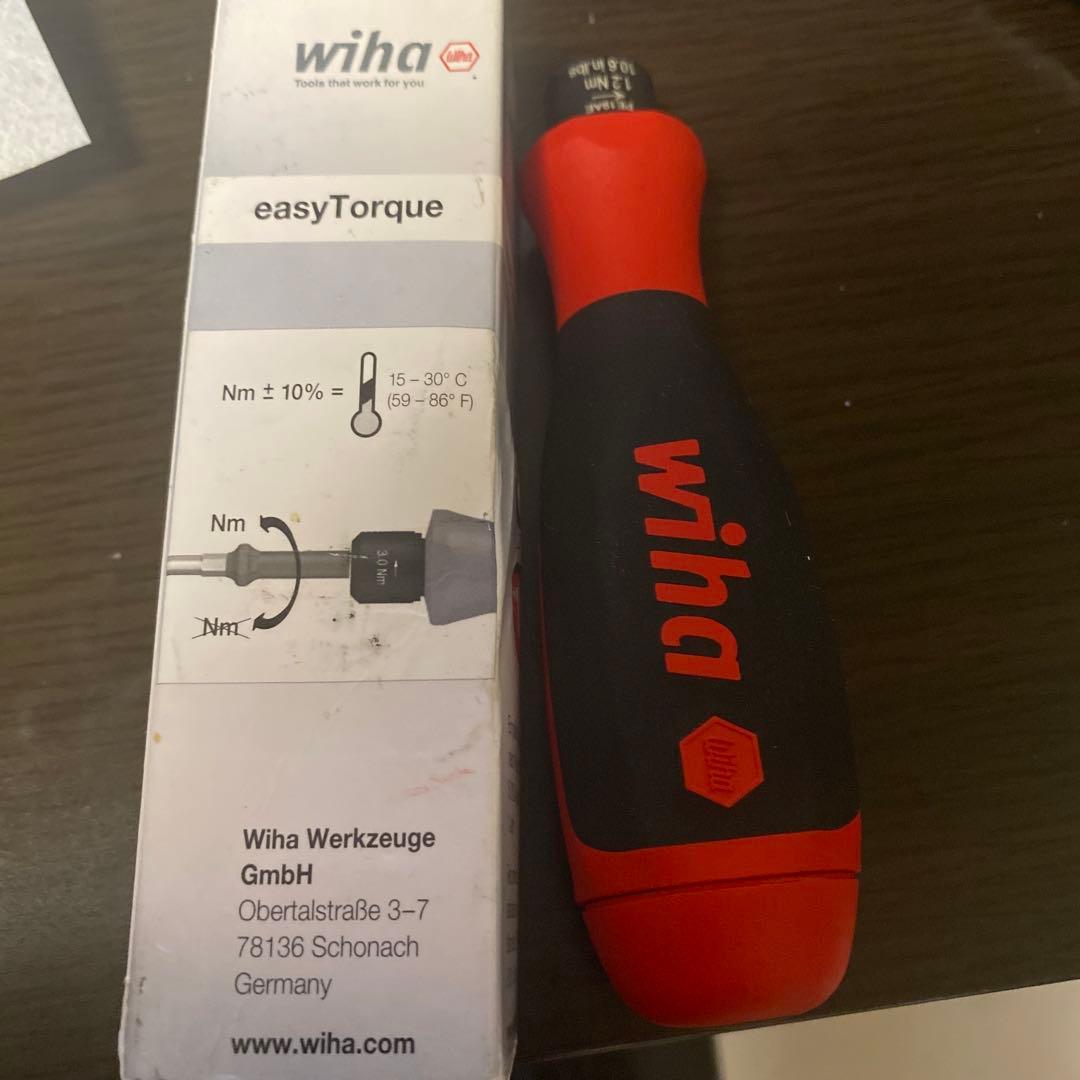 wiha
wiha
Tools that work for you
easyTorque
Nm ± 10% =
15 – 30° C
(59 – 86° F)
Nm
3.0 Nm
Nm
Wiha Werkzeuge
GmbH
Obertalstraße 3–7
78136 Schonach
Germany
www.wiha.com
1.2 Nm
10.6 in.lbs
wiha
wiha